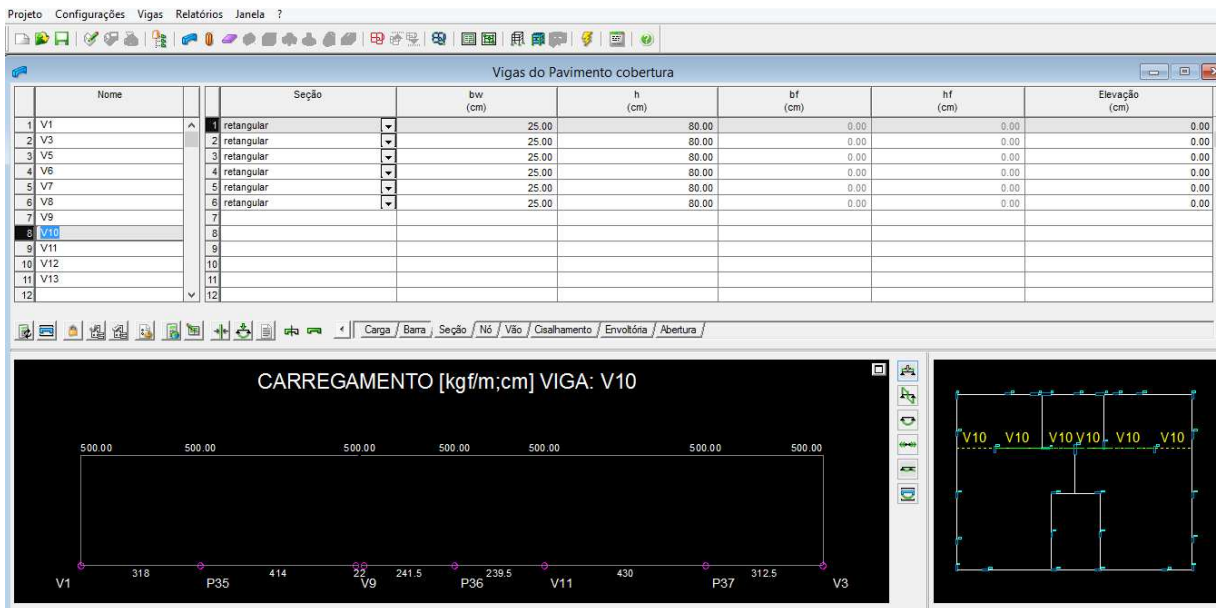 Projeto Configurações Vigas Relatórios Janela ?
Vigas do Pavimento cobertura
Nome Seção bw (cm) h (cm) bf (cm) hf (cm) Elevação (cm)
1 V1 1 retangular 25.00 80.00 0.00 0.00 0.00
2 V3 2 retangular 25.00 80.00 0.00 0.00 0.00
3 V5 3 retangular 25.00 80.00 0.00 0.00 0.00
4 V6 4 retangular 25.00 80.00 0.00 0.00 0.00
5 V7 5 retangular 25.00 80.00 0.00 0.00 0.00
6 V8 6 retangular 25.00 80.00 0.00 0.00 0.00
7 V9 7
8 V10 8
9 V11 9
10 V12 10
11 V13 11
12 12
Carga / Barra Seção / Nó / Vão / Cisalhamento / Envoltória / Abertura /
CARREGAMENTO [kgf/m;cm] VIGA: V10
500.00 500.00 500.00 500.00 500.00 500.00 500.00
318 414 22 241.5 239.5 430 312.5
V1 P35 V9 P36 V11 P37 V3
V10 V10 V10 V10 V10 V10